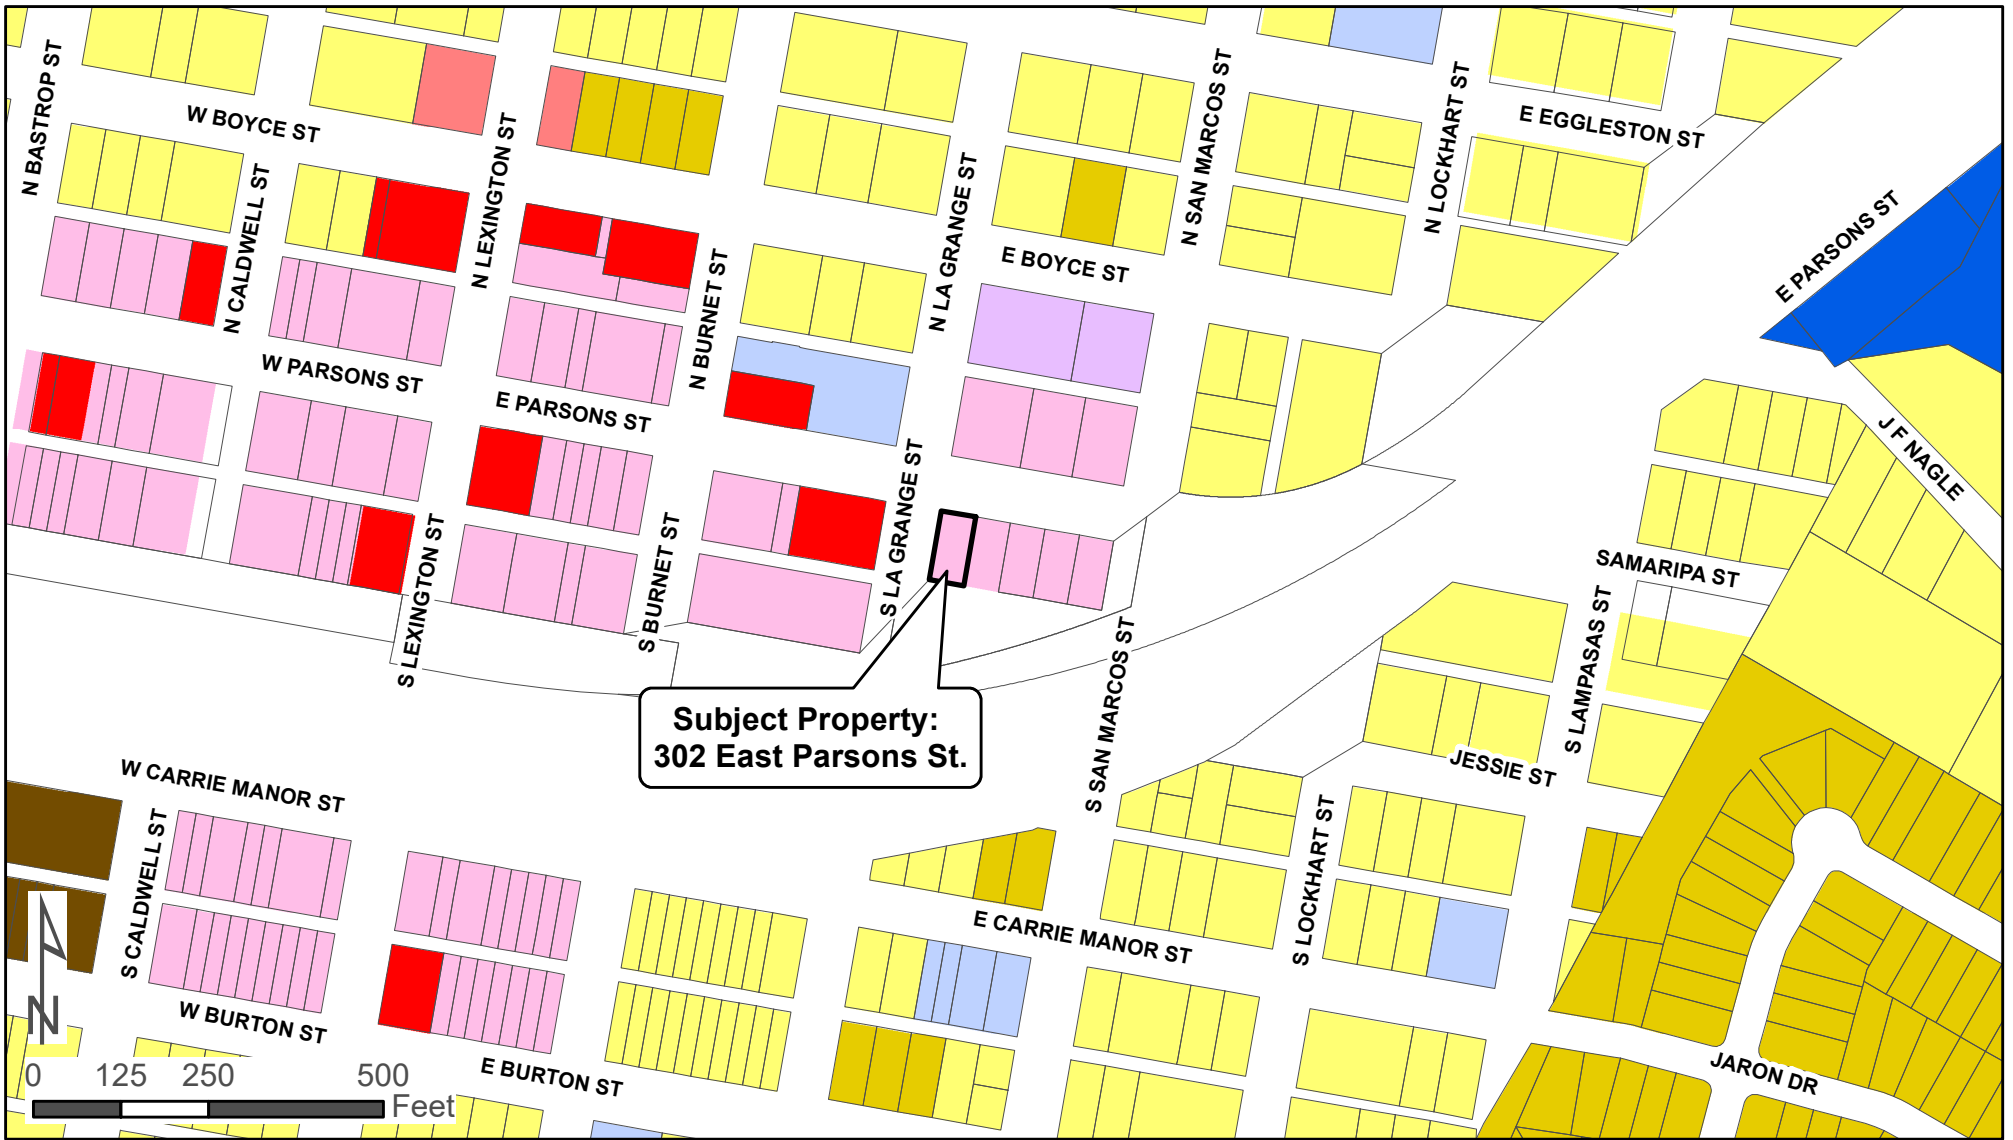 N BASTROP ST
W BOYCE ST
N CALDWELL ST
N LEXINGTON ST
W PARSONS ST
E PARSONS ST
N BURNET ST
N LA GRANGE ST
E BOYCE ST
N SAN MARCOS ST
N LOCKHART ST
E EGGLESTON ST
E PARSONS ST
J F NAGLE
SAMARIPA ST
S LAMPASAS ST
JESSIE ST
S LEXINGTON ST
S BURNET ST
S LA GRANGE ST
S SAN MARCOS ST
Subject Property:
302 East Parsons St.
W CARRIE MANOR ST
S CALDWELL ST
E CARRIE MANOR ST
S LOCKHART ST
W BURTON ST
E BURTON ST
JARON DR
N
0 125 250 500
Feet